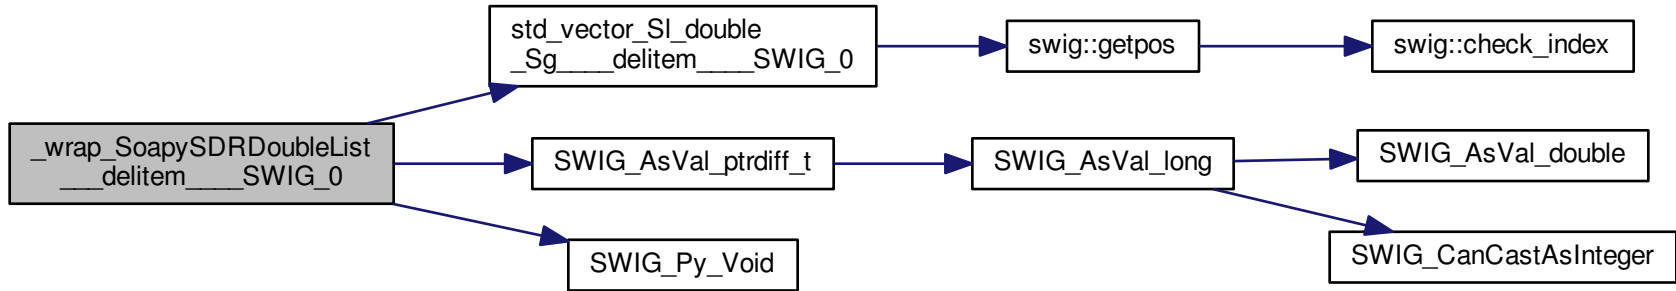 std_vector_Sl_double
_Sg____delitem____SWIG_0
swig::getpos
swig::check_index
_wrap_SoapySDRDoubleList
___delitem____SWIG_0
SWIG_AsVal_ptrdiff_t
SWIG_AsVal_long
SWIG_AsVal_double
SWIG_CanCastAsInteger
SWIG_Py_Void